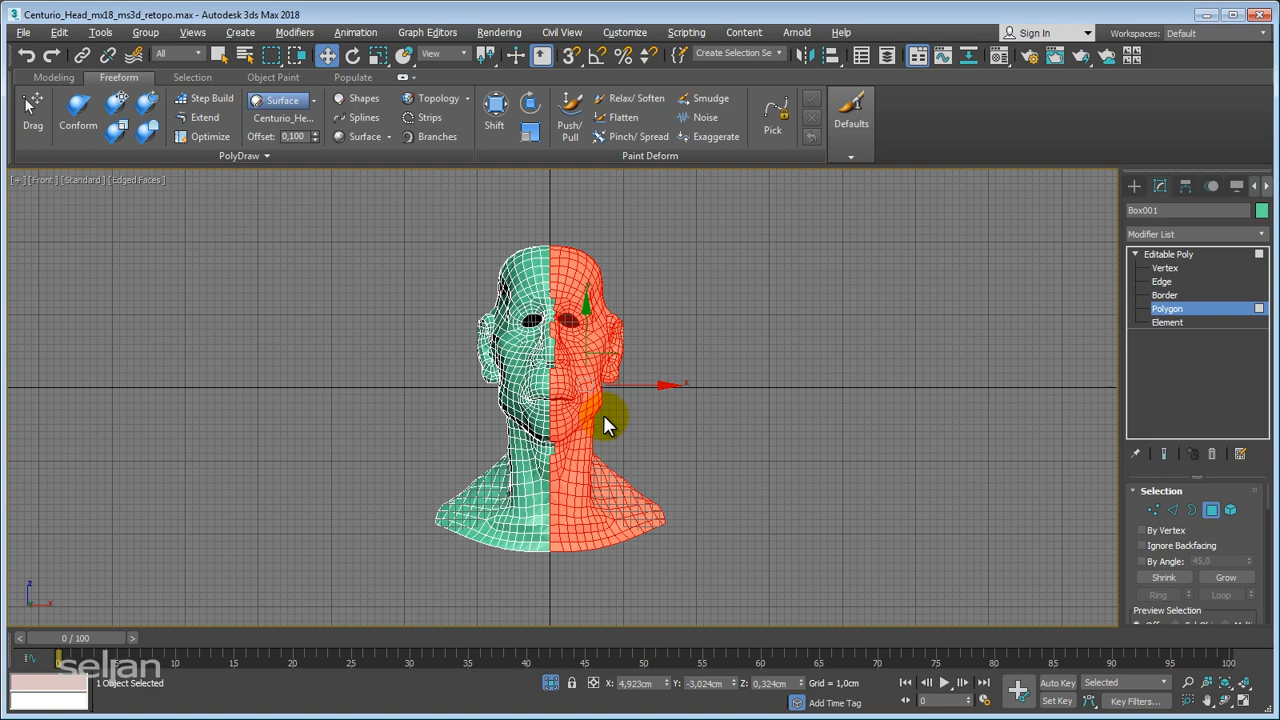 Centurio_Head_mx18_ms3d_retopo.max - Autodesk 3ds Max 2018
File Edit Tools Group Views Create Modifiers Animation Graph Editors Rendering Civil View Customize Scripting Content Arnold Help Sign In Workspaces: Default
All View Create Selection Se
Modeling Freeform Selection Object Paint Populate
Step Build Surface Shapes Topology Relax/ Soften Smudge
Extend Centurio_He... Splines Strips Flatten Noise
Drag Conform Optimize Offset: 0,100 Surface Branches Shift Push/ Pull Pinch/ Spread Exaggerate Pick Defaults
PolyDraw Paint Deform
[+] [Front] [Standard] [Edged Faces]
Box001
Modifier List
Editable Poly
Vertex
Edge
Border
Polygon
Element
x
Selection
By Vertex
Ignore Backfacing
By Angle: 45,0
Shrink Grow
Ring Loop
Preview Selection
z
x
0 / 100
0 5 10 15 20 25 30 35 40 45 50 55 60 65 70 75 80 85 90 95 100
selian
1 Object Selected X: 4,923cm Y: -3,024cm Z: 0,324cm Grid = 1,0cm Auto Key Selected
Add Time Tag 0 Set Key Key Filters...